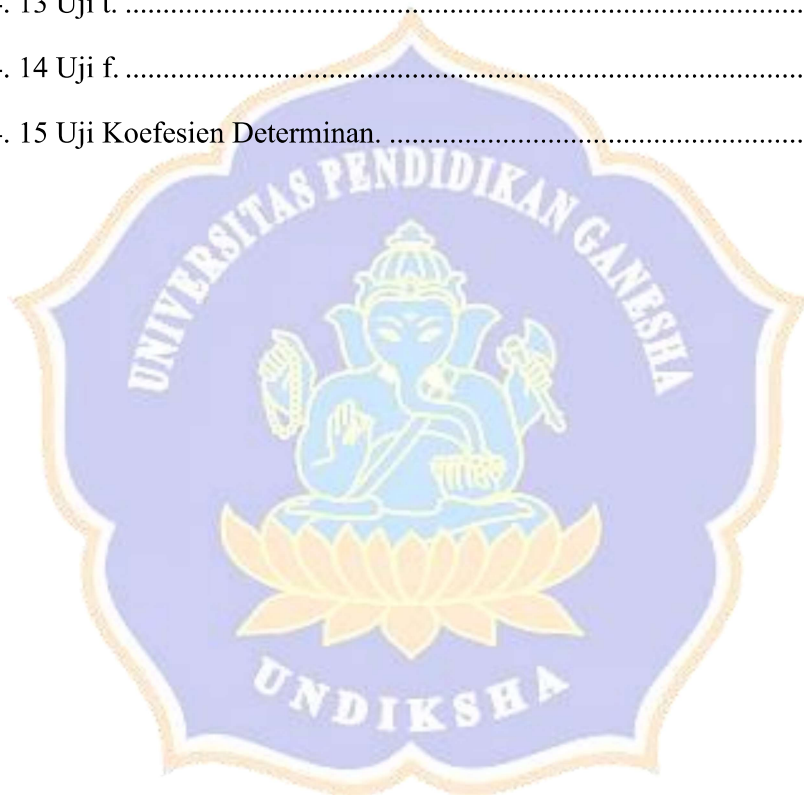 . 13 Uji t. ................................................................................
. 14 Uji f. ................................................................................
. 15 Uji Koefesien Determinan. ......................................................
UNIVERSITAS PENDIDIKAN GANESHA
UNDIKSHA